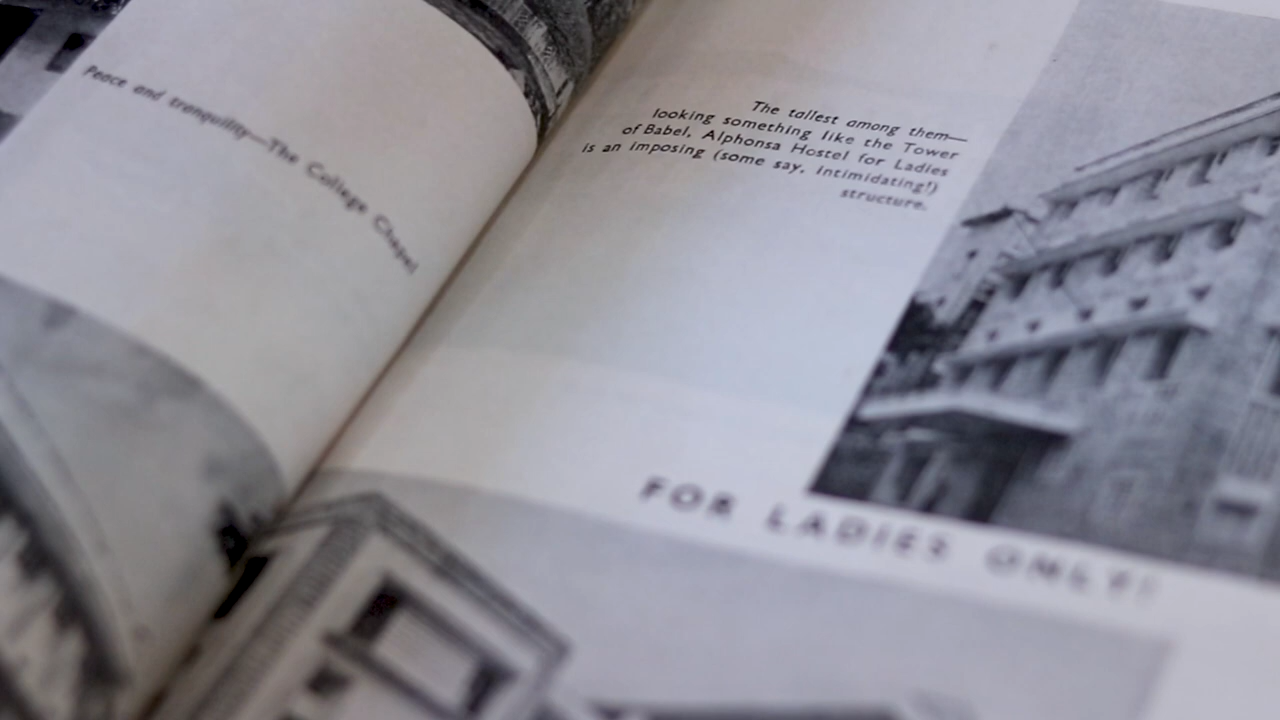 Peace and tranquility—The College Chapel
The tallest among them—
looking something like the Tower
of Babel, Alphonsa Hostel for Ladies
is an imposing (some say, intimidating!)
structure.
FOR LADIES ONLY!